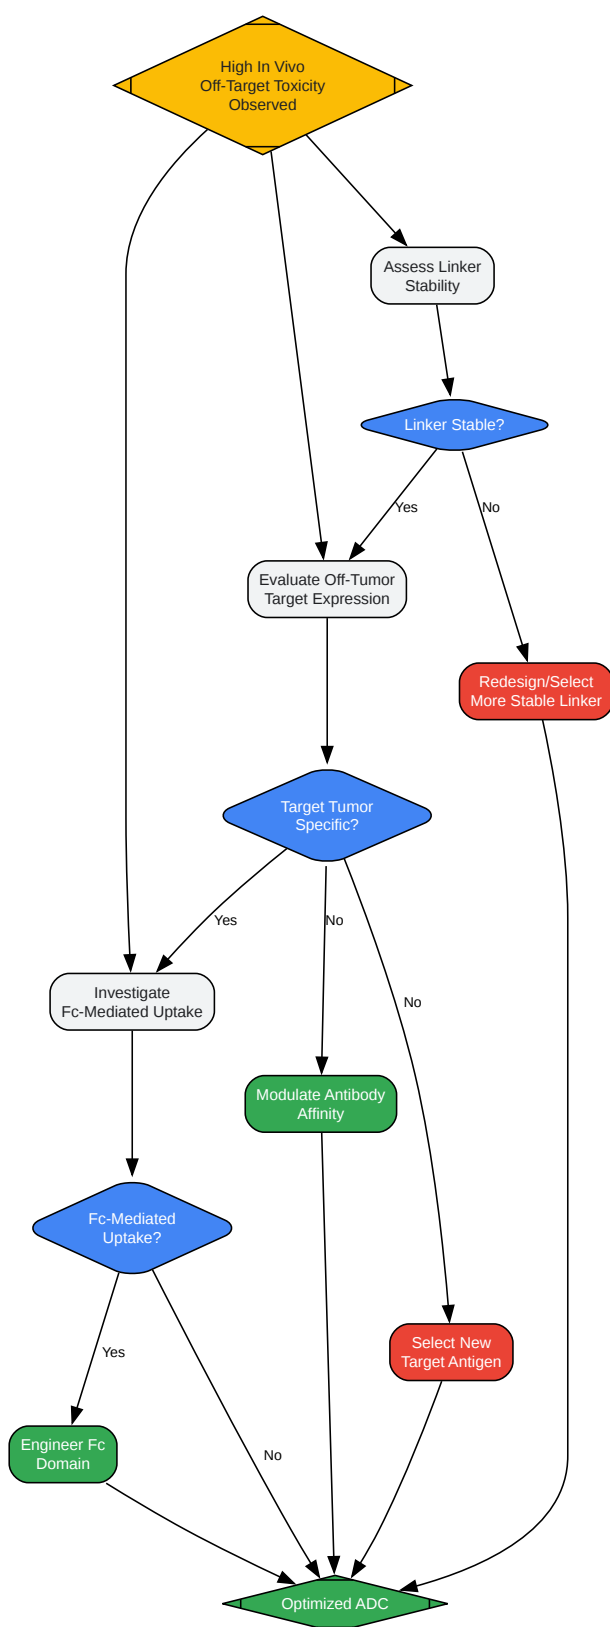 High In Vivo
Off-Target Toxicity
Observed
Assess Linker
Stability
Linker Stable?
Yes
No
Evaluate Off-Tumor
Target Expression
Redesign/Select
More Stable Linker
Target Tumor
Specific?
Yes
No
No
Investigate
Fc-Mediated Uptake
Modulate Antibody
Affinity
Fc-Mediated
Uptake?
Select New
Target Antigen
Yes
No
Engineer Fc
Domain
Optimized ADC